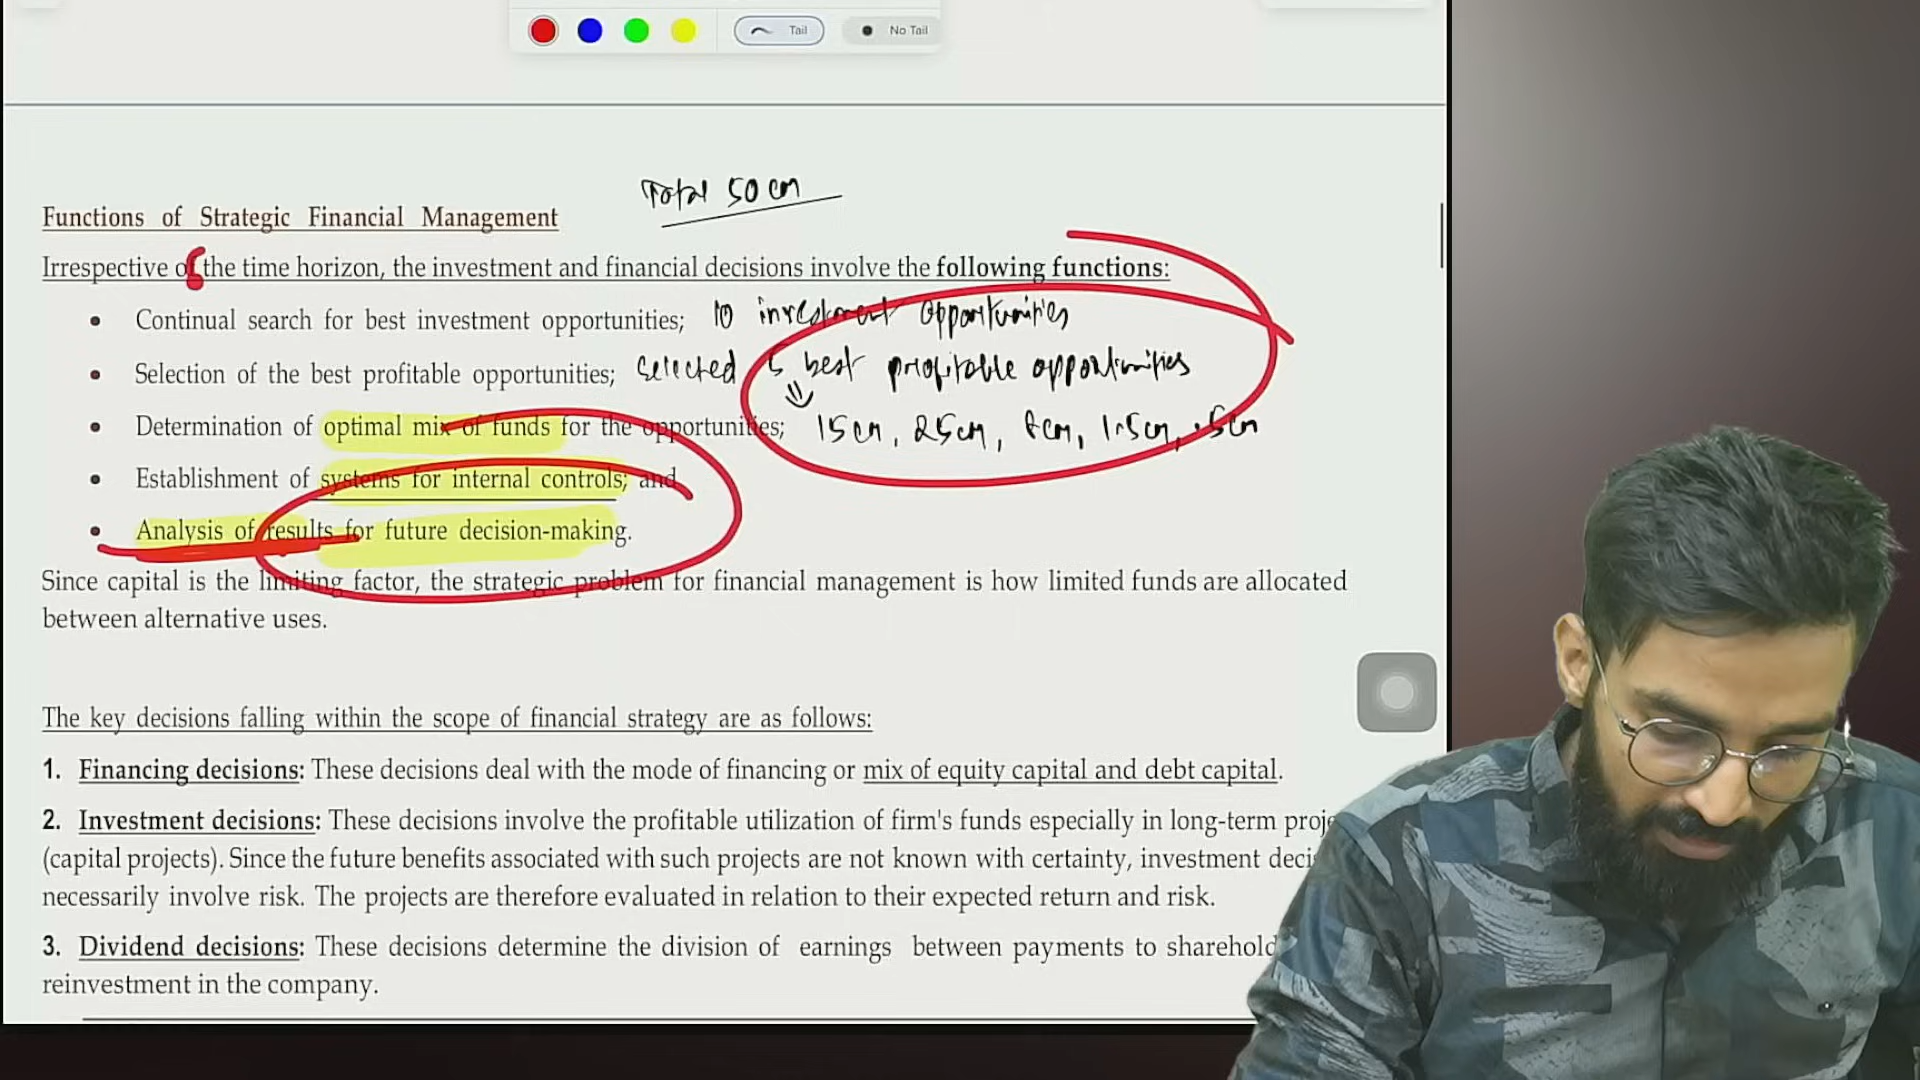 Tail No Tail
Total 50 cr
Functions of Strategic Financial Management
Irrespective of the time horizon, the investment and financial decisions involve the following functions:
• Continual search for best investment opportunities; 10 investment opportunities
• Selection of the best profitable opportunities; Selected 5 best profitable opportunities
• Determination of optimal mix of funds for the opportunities; 15 cr, 25 cr, 8 cr, 1.5 cr, .5 cr
• Establishment of systems for internal controls; and
• Analysis of results for future decision-making.
Since capital is the limiting factor, the strategic problem for financial management is how limited funds are allocated
between alternative uses.
The key decisions falling within the scope of financial strategy are as follows:
1. Financing decisions: These decisions deal with the mode of financing or mix of equity capital and debt capital.
2. Investment decisions: These decisions involve the profitable utilization of firm's funds especially in long-term proje
(capital projects). Since the future benefits associated with such projects are not known with certainty, investment deci
necessarily involve risk. The projects are therefore evaluated in relation to their expected return and risk.
3. Dividend decisions: These decisions determine the division of earnings between payments to sharehold
reinvestment in the company.